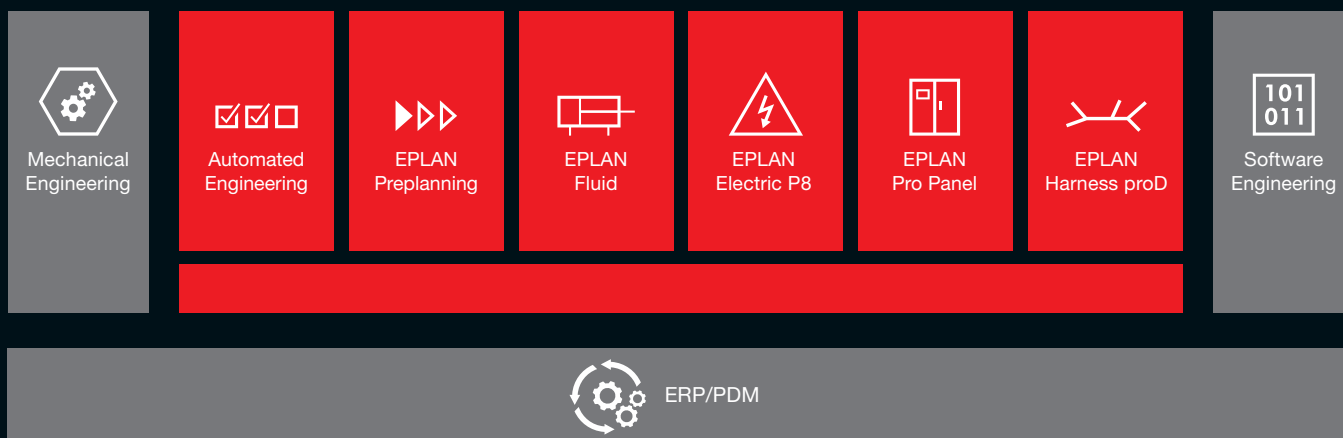 Mechanical
Engineering
Automated
Engineering
EPLAN
Preplanning
EPLAN
Fluid
EPLAN
Electric P8
EPLAN
Pro Panel
EPLAN
Harness proD
101
011
Software
Engineering
ERP/PDM